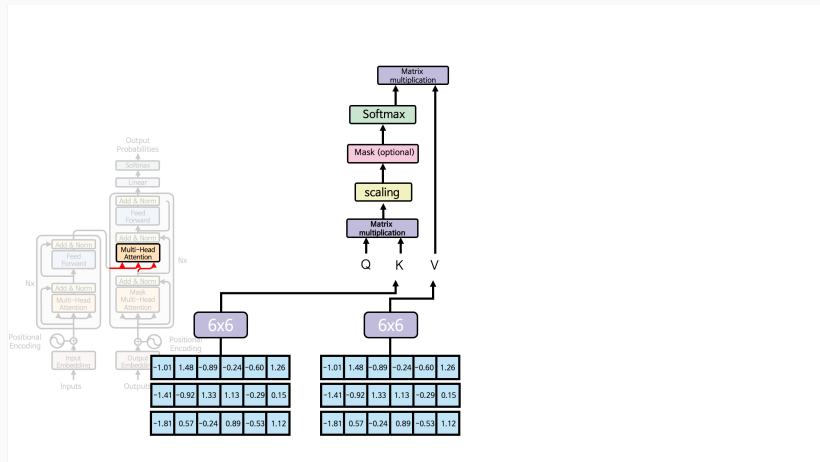 Matrix
multiplication
Softmax
Mask (optional)
scaling
Matrix
multiplication
Q K V
6x6 6x6
-1.01 1.48 -0.89 -0.24 -0.60 1.26
-1.41 -0.92 1.33 1.13 -0.29 0.15
-1.81 0.57 -0.24 0.89 -0.53 1.12
-1.01 1.48 -0.89 -0.24 -0.60 1.26
-1.41 -0.92 1.33 1.13 -0.29 0.15
-1.81 0.57 -0.24 0.89 -0.53 1.12
Output
Probabilities
Softmax
Linear
Add & Norm
Feed
Forward
Add & Norm
Multi-Head
Attention
Add & Norm
Mask
Multi-Head
Attention
Nx
Positional
Encoding
Output
Embedding
Outputs
Add & Norm
Feed
Forward
Nx
Add & Norm
Multi-Head
Attention
Positional
Encoding
Input
Embedding
Inputs